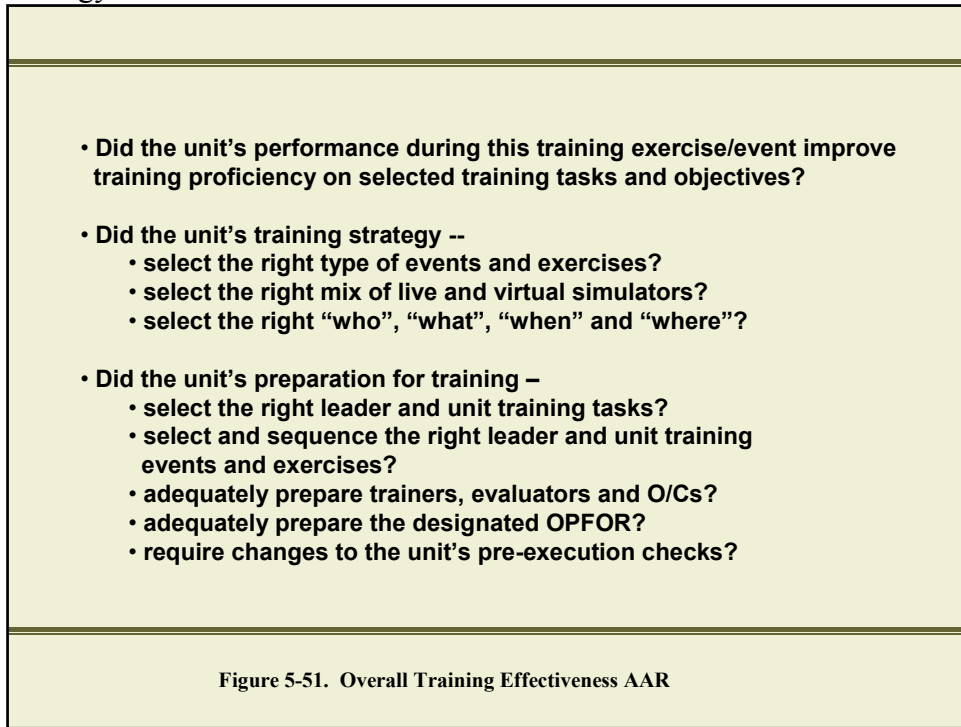 • Did the unit’s performance during this training exercise/event improve
training proficiency on selected training tasks and objectives?
• Did the unit’s training strategy --
• select the right type of events and exercises?
• select the right mix of live and virtual simulators?
• select the right “who”, “what”, “when” and “where”?
• Did the unit’s preparation for training –
• select the right leader and unit training tasks?
• select and sequence the right leader and unit training
events and exercises?
• adequately prepare trainers, evaluators and O/Cs?
• adequately prepare the designated OPFOR?
• require changes to the unit’s pre-execution checks?
Figure 5-51. Overall Training Effectiveness AAR